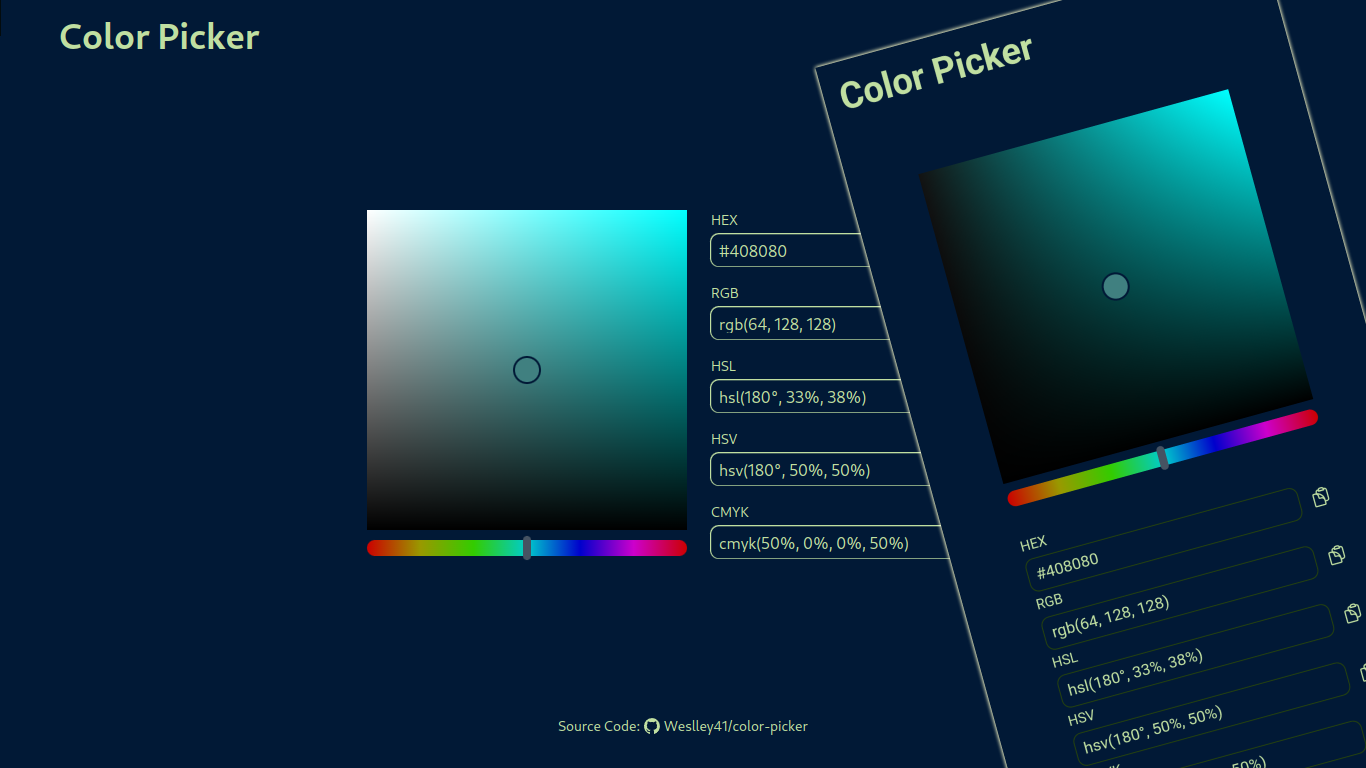 Color Picker
HEX
#408080
RGB
rgb(64, 128, 128)
HSL
hsl(180°, 33%, 38%)
HSV
hsv(180°, 50%, 50%)
CMYK
cmyk(50%, 0%, 0%, 50%)
Source Code: Weslley41/color-picker
Color Picker
HEX
#408080
RGB
rgb(64, 128, 128)
HSL
hsl(180°, 33%, 38%)
HSV
hsv(180°, 50%, 50%)
50%)